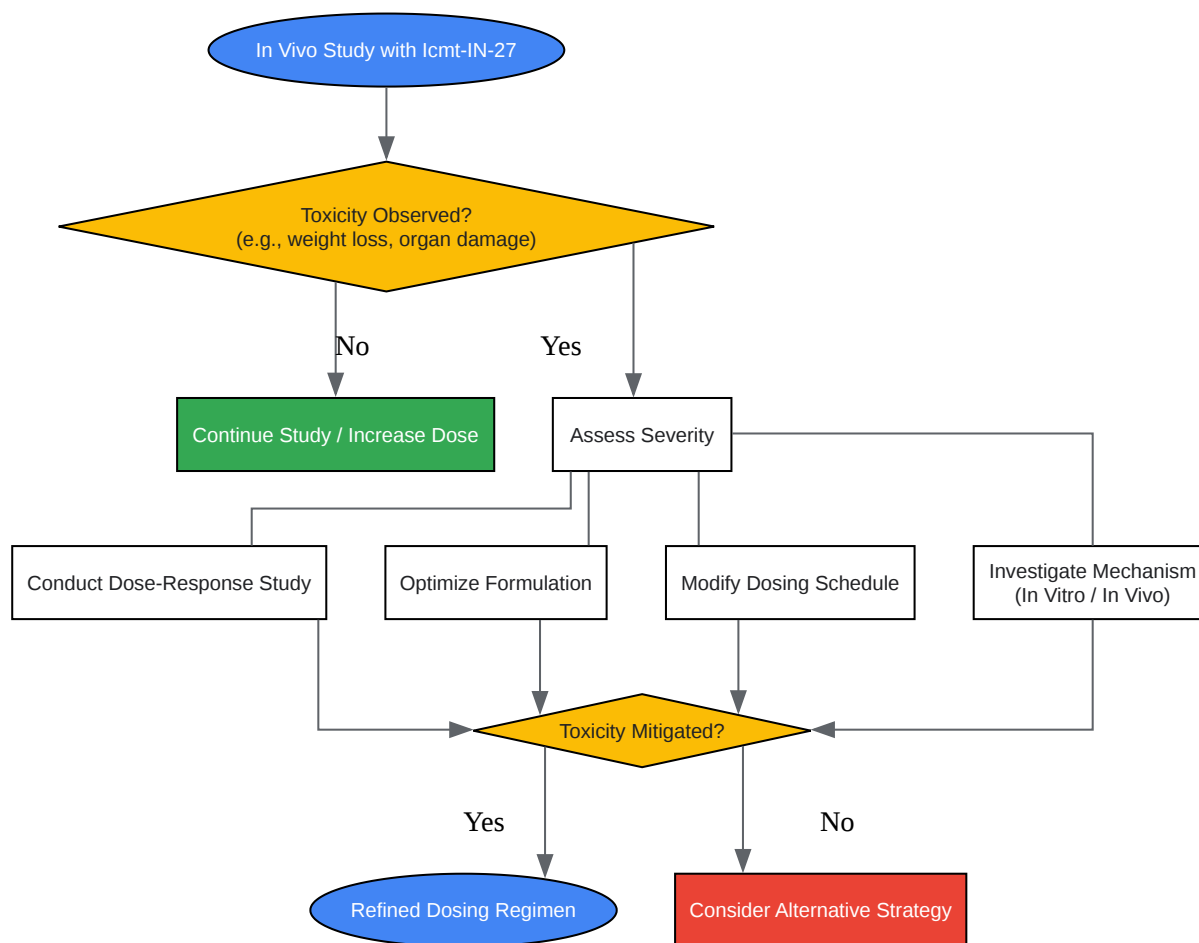 In Vivo Study with Icmt-IN-27
Toxicity Observed?
(e.g., weight loss, organ damage)
No
Yes
Continue Study / Increase Dose
Assess Severity
Conduct Dose-Response Study
Optimize Formulation
Modify Dosing Schedule
Investigate Mechanism
(In Vitro / In Vivo)
Toxicity Mitigated?
Yes
No
Refined Dosing Regimen
Consider Alternative Strategy